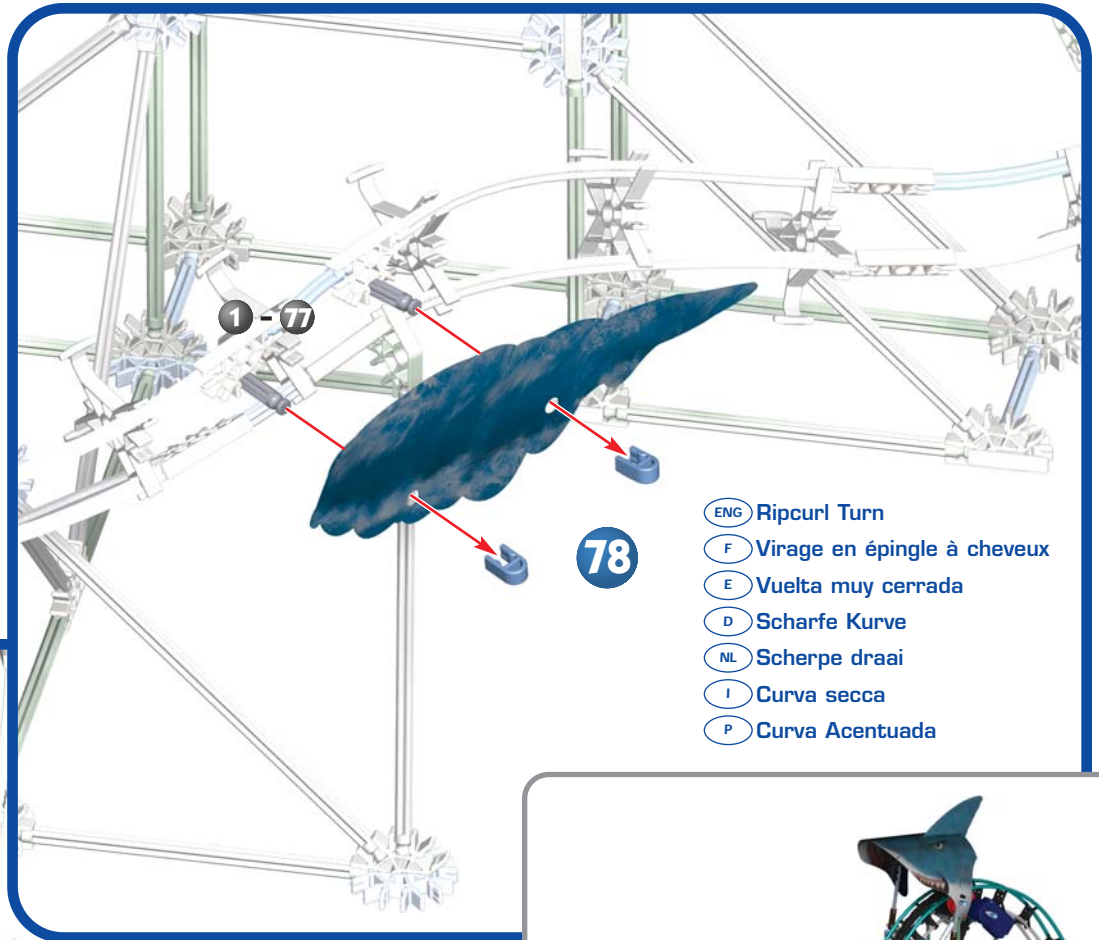 1 - 77
78
ENG Ripcurl Turn
F Virage en épingle à cheveux
E Vuelta muy cerrada
D Scharfe Kurve
NL Scherpe draai
I Curva secca
P Curva Acentuada